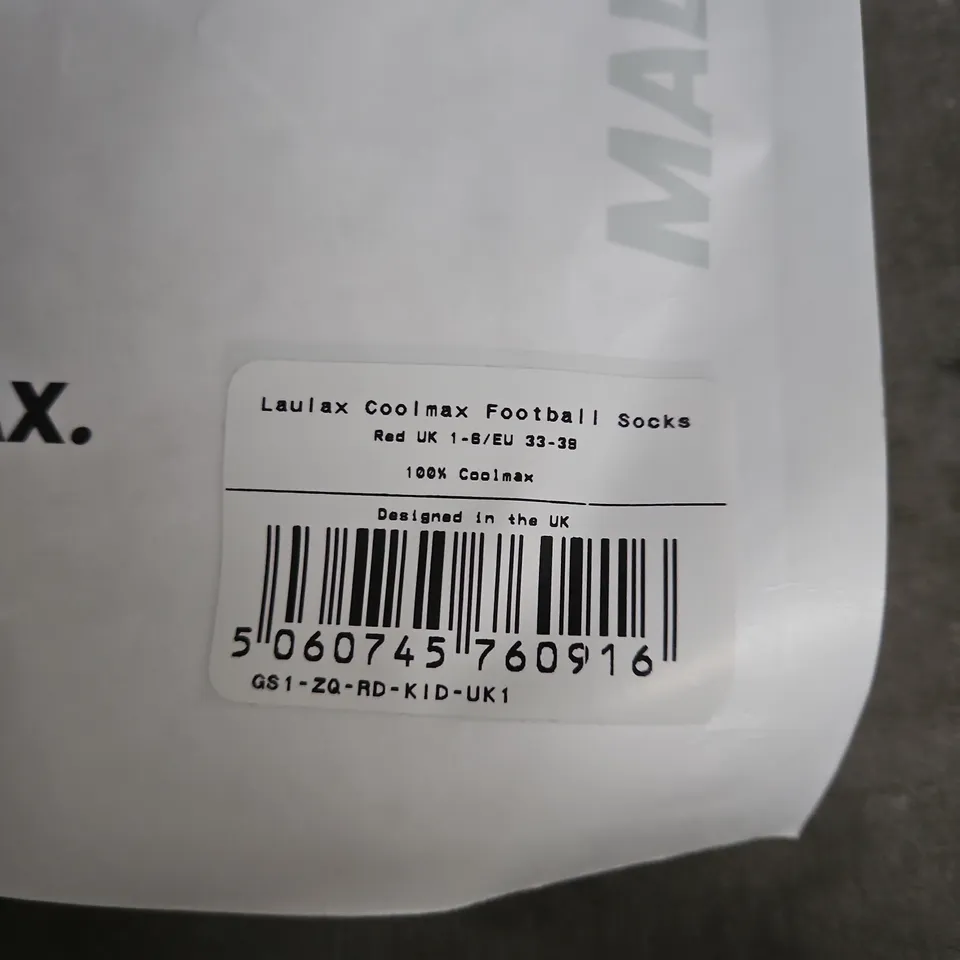 MAL
AX.
Laulax Coolmax Football Socks
Red UK 1-6/EU 33-39
100% Coolmax
Designed in the UK
5 060745 760916
GS1-ZQ-RD-KID-UK1